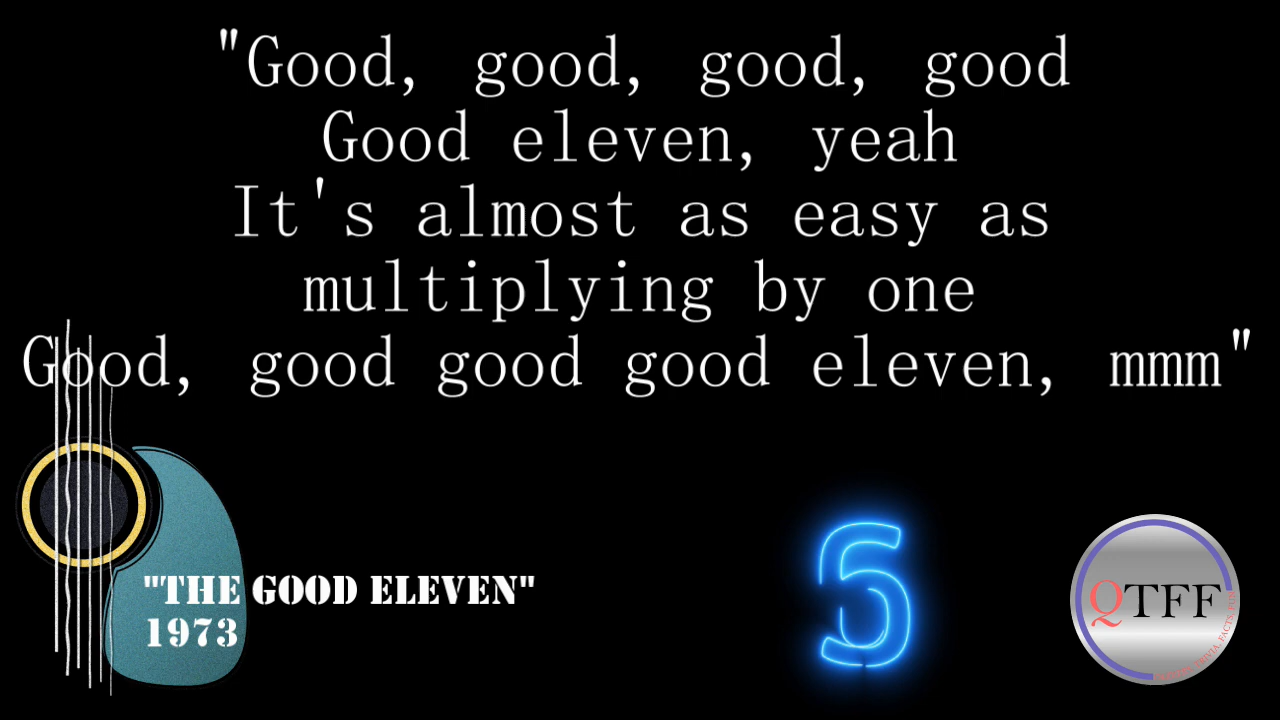 "Good, good, good, good
Good eleven, yeah
It's almost as easy as
multiplying by one
Good, good good good eleven, mmm"
"THE GOOD ELEVEN"
1973
5
QTFF